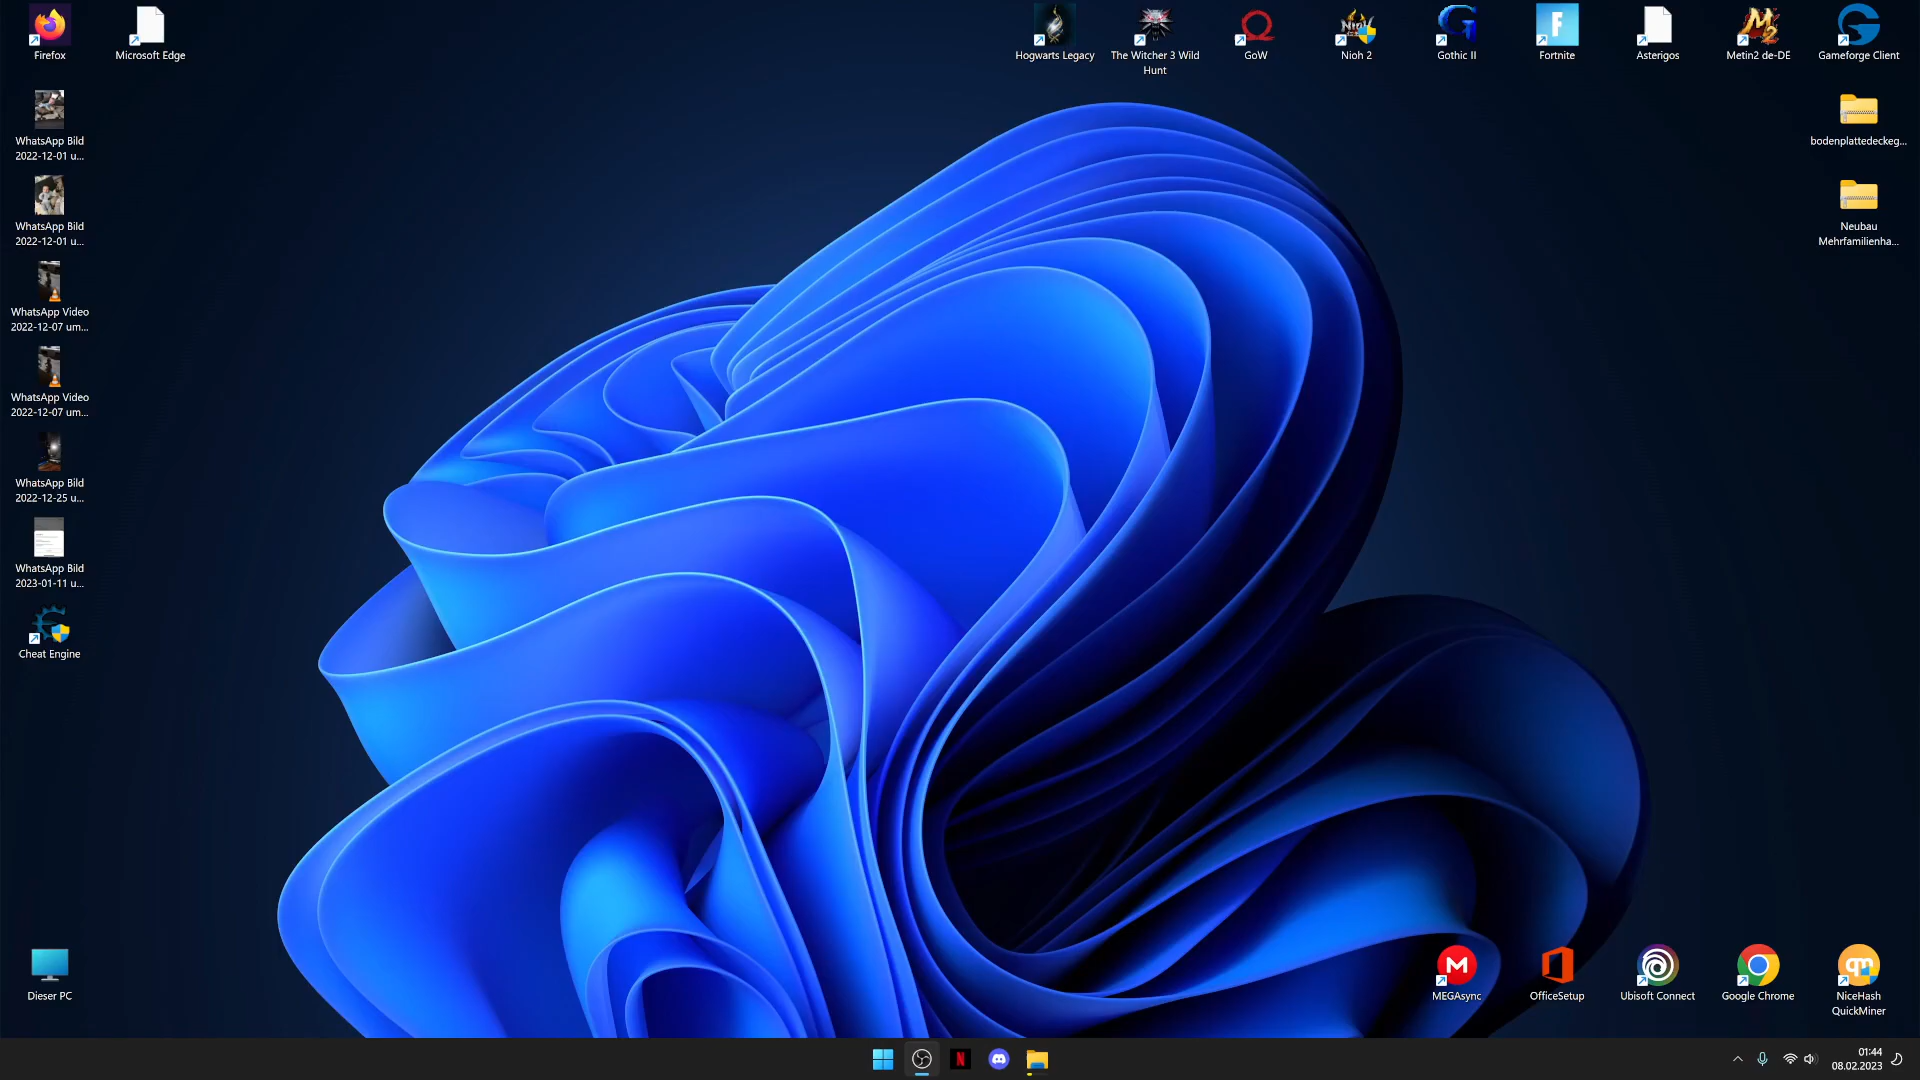 Firefox
Microsoft Edge
Hogwarts Legacy
The Witcher 3 Wild
Hunt
GoW
Nioh 2
Gothic II
Fortnite
Asterigos
Metin2 de-DE
Gameforge Client
WhatsApp Bild
2022-12-01 u...
bodenplattedeckeg...
WhatsApp Bild
2022-12-01 u...
Neubau
Mehrfamilienha...
WhatsApp Video
2022-12-07 um...
WhatsApp Video
2022-12-07 um...
WhatsApp Bild
2022-12-25 u...
WhatsApp Bild
2023-01-11 u...
Cheat Engine
Dieser PC
MEGAsync
OfficeSetup
Ubisoft Connect
Google Chrome
NiceHash
QuickMiner
01:44
08.02.2023